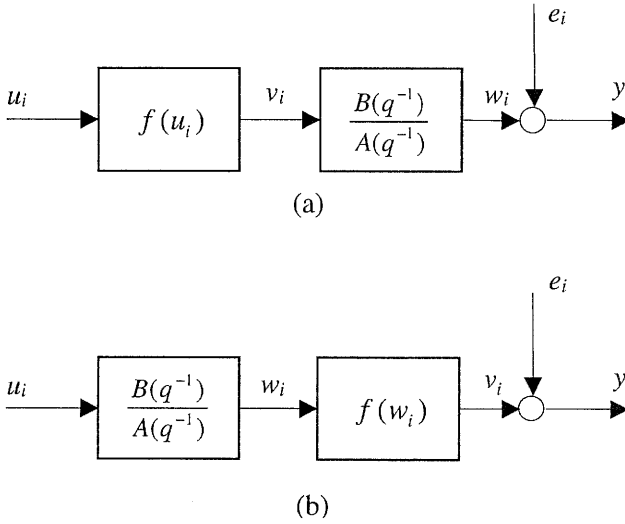 e_i
u_i
f(u_i)
v_i
B(q^{-1})
A(q^{-1})
w_i
y
(a)
e_i
u_i
B(q^{-1})
A(q^{-1})
w_i
f(w_i)
v_i
y
(b)